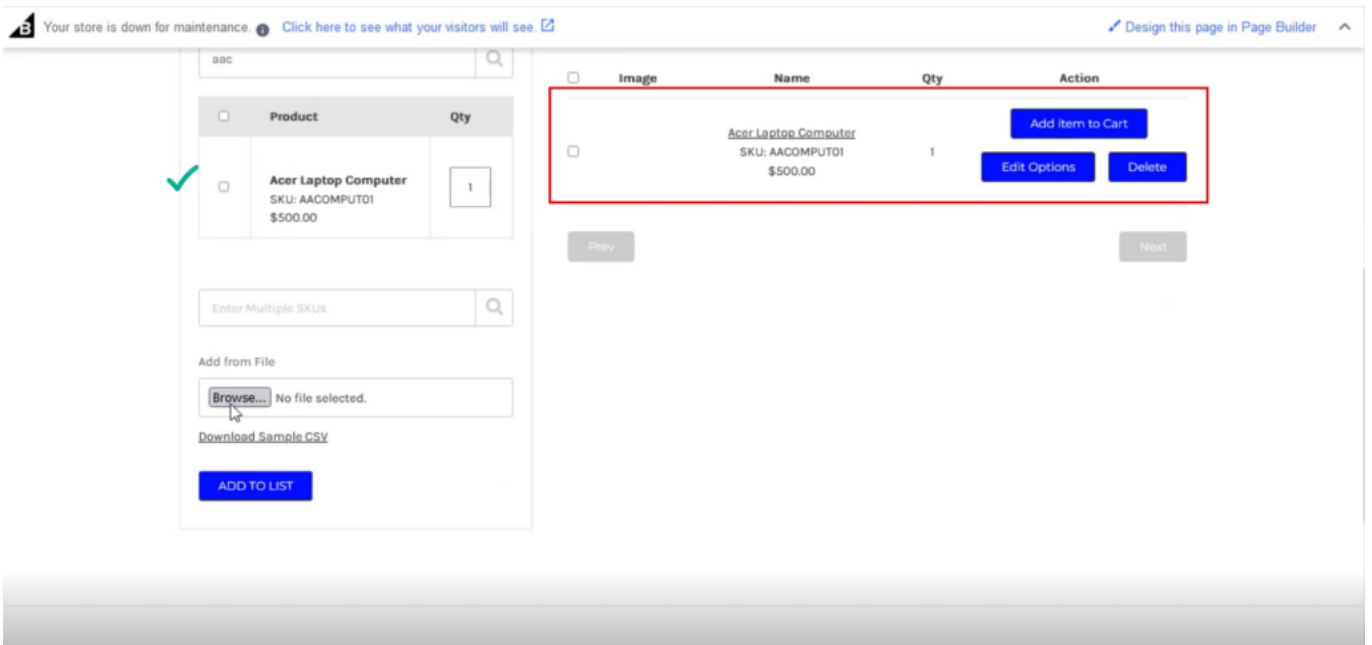 Your store is down for maintenance. Click here to see what your visitors will see.
Design this page in Page Builder
aac
Product Qty
Acer Laptop Computer
SKU: AACOMPUT01
$500.00
1
Enter Multiple SKUs
Add from File
Browse... No file selected.
Download Sample CSV
ADD TO LIST
Image Name Qty Action
Acer Laptop Computer
SKU: AACOMPUT01
$500.00
1
Add item to Cart
Edit Options Delete
Prev Next